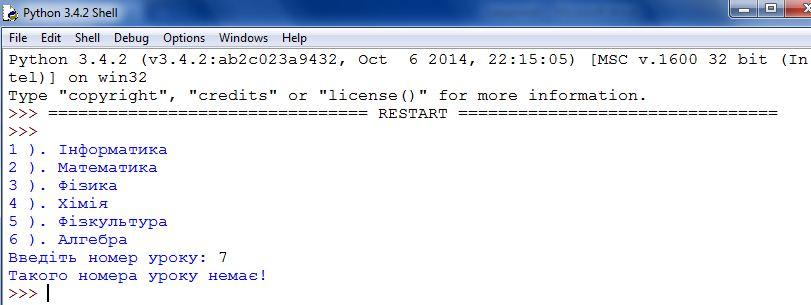 Python 3.4.2 Shell
File Edit Shell Debug Options Windows Help
Python 3.4.2 (v3.4.2:ab2c023a9432, Oct  6 2014, 22:15:05) [MSC v.1600 32 bit (In
tel)] on win32
Type "copyright", "credits" or "license()" for more information.
>>> ================================ RESTART ================================
>>>
1 ). Інформатика
2 ). Математика
3 ). Фізика
4 ). Хімія
5 ). Фізкультура
6 ). Алгебра
Введіть номер уроку: 7
Такого номера уроку немає!
>>>